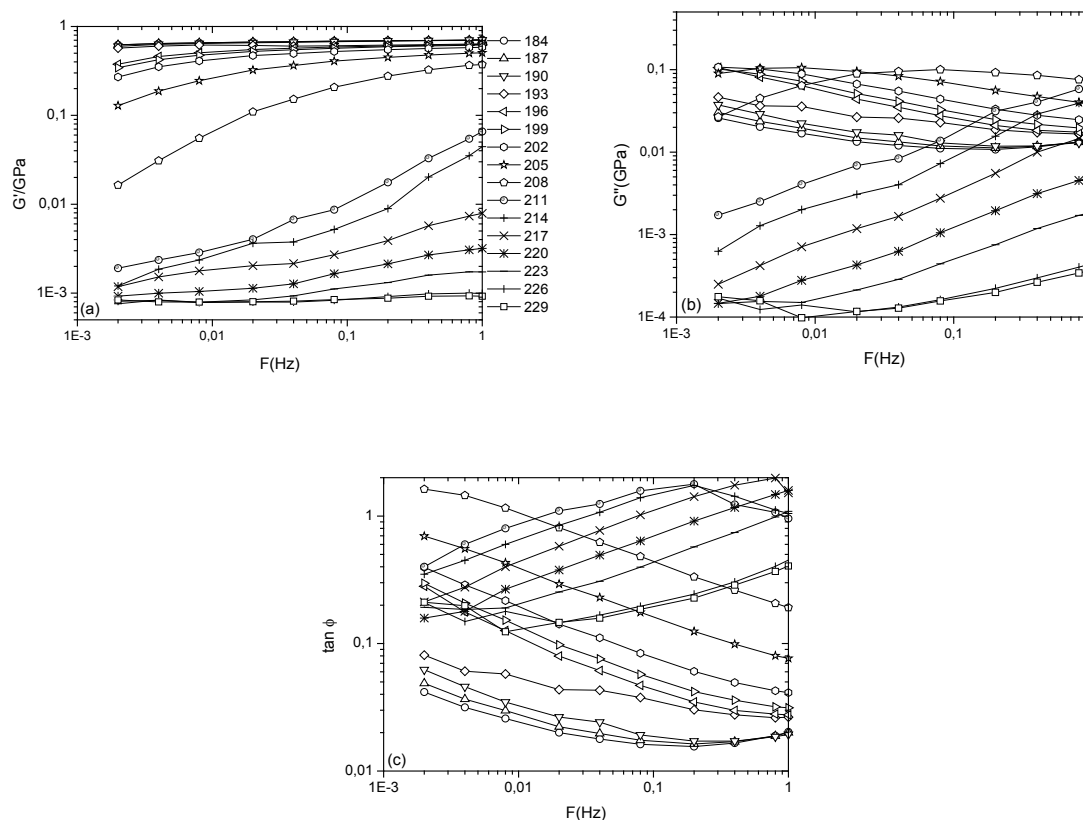 1
0,1
0,01
1E-3
G'/GPa
(a)
1E-3
0,01
0,1
1
F(Hz)
184
187
190
193
196
199
202
205
208
211
214
217
220
223
226
229
0,1
0,01
1E-3
1E-4
G''(GPa)
(b)
1E-3
0,01
0,1
F(Hz)
1
0,1
0,01
tan ϕ
(c)
1E-3
0,01
0,1
1
F(Hz)